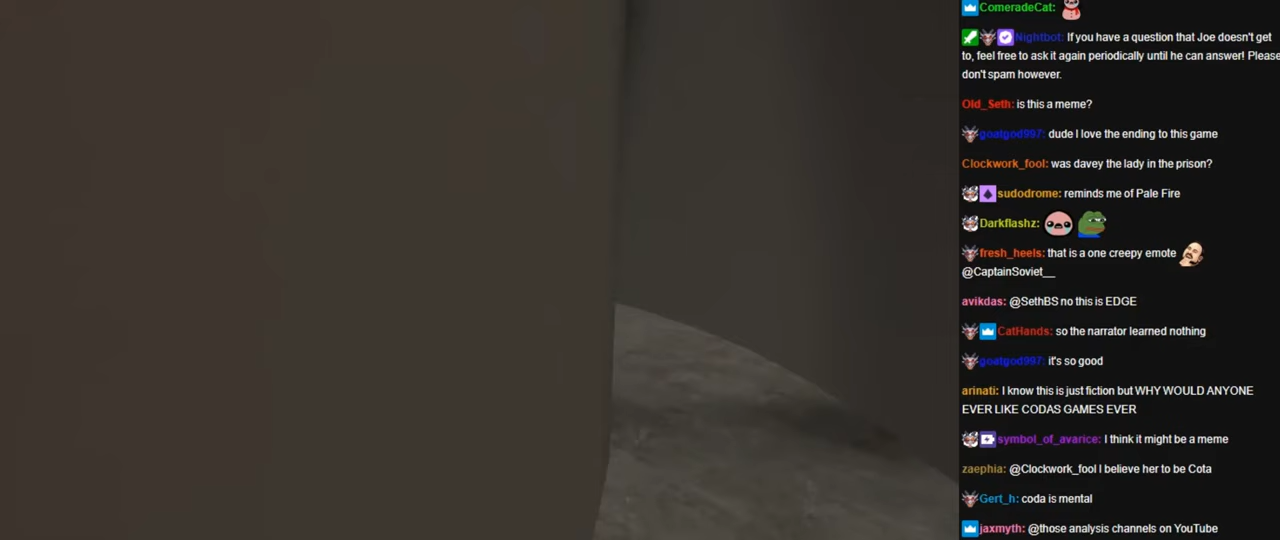 ComeradeCat:
Nightbot: If you have a question that Joe doesn't get
to, feel free to ask it again periodically until he can answer! Please
don't spam however.
Old_Seth: is this a meme?
goatgod997: dude I love the ending to this game
Clockwork_fool: was davey the lady in the prison?
sudodrome: reminds me of Pale Fire
Darkflashz:
fresh_heels: that is a one creepy emote
@CaptainSoviet__
avikdas: @SethBS no this is EDGE
CatHands: so the narrator learned nothing
goatgod997: it's so good
arinati: I know this is just fiction but WHY WOULD ANYONE
EVER LIKE CODAS GAMES EVER
symbol_of_avarice: I think it might be a meme
zaephia: @Clockwork_fool I believe her to be Cota
Gert_h: coda is mental
jaxmyth: @those analysis channels on YouTube